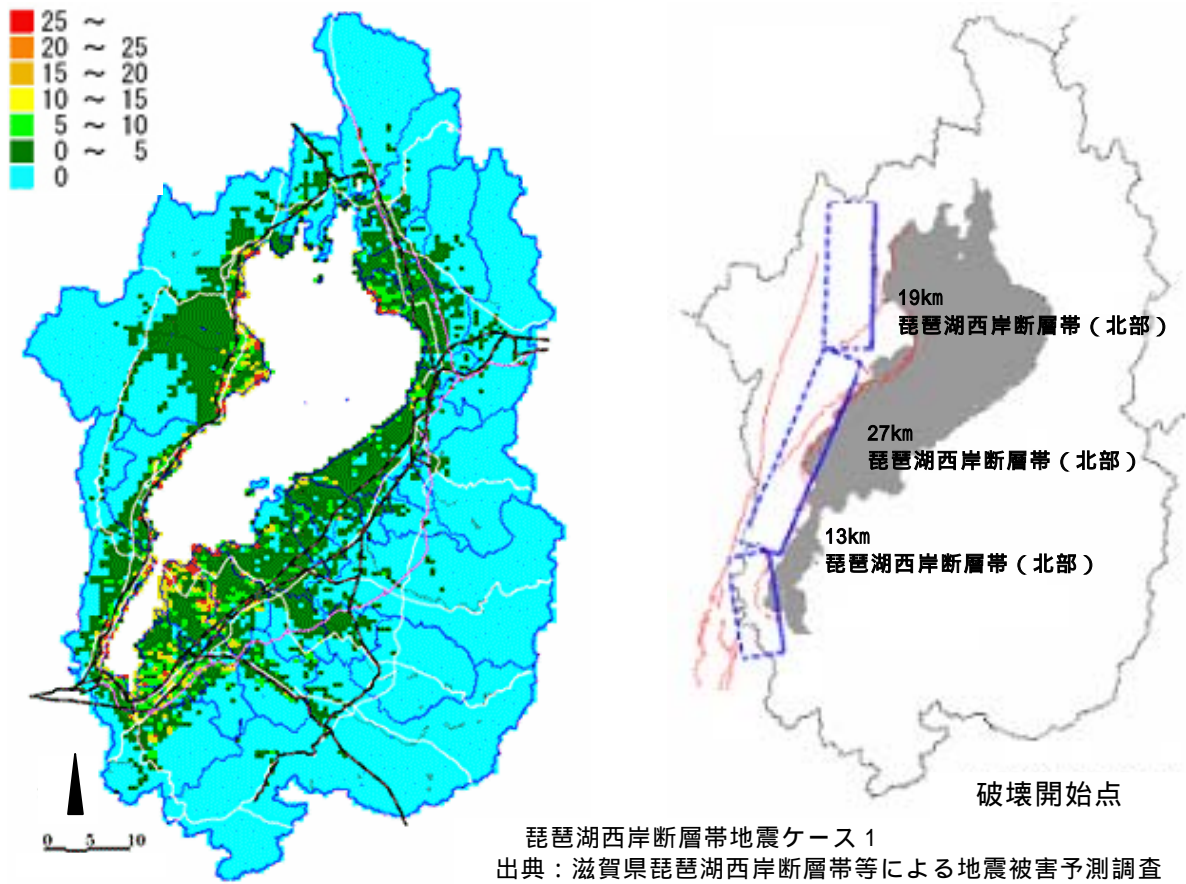 25 ～
20 ～ 25
15 ～ 20
10 ～ 15
5 ～ 10
0 ～ 5
0
19km
琵琶湖西岸断層帯（北部）
27km
琵琶湖西岸断層帯（北部）
13km
琵琶湖西岸断層帯（北部）
破壊開始点
0 5 10
琵琶湖西岸断層帯地震ケース1
出典：滋賀県琵琶湖西岸断層帯等による地震被害予測調査